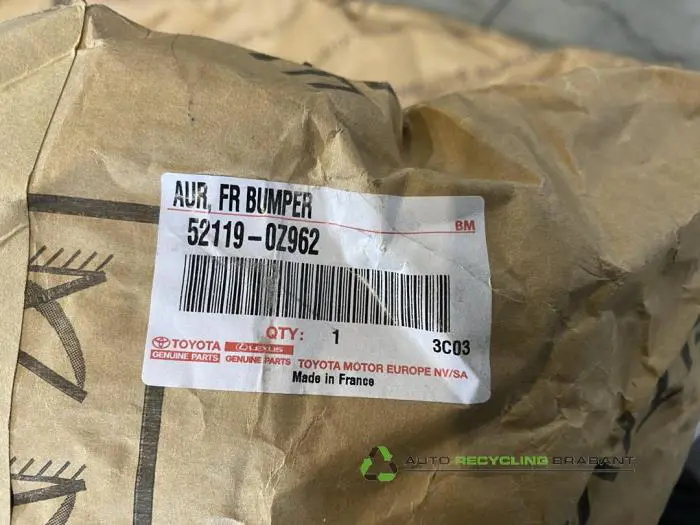 AUR, FR BUMPER
BM
52119-0Z962
QTY: 1
3C03
TOYOTA
GENUINE PARTS
LEXUS
GENUINE PARTS
TOYOTA MOTOR EUROPE NV/SA
Made in France
AUTO RECYCLING BRABANT